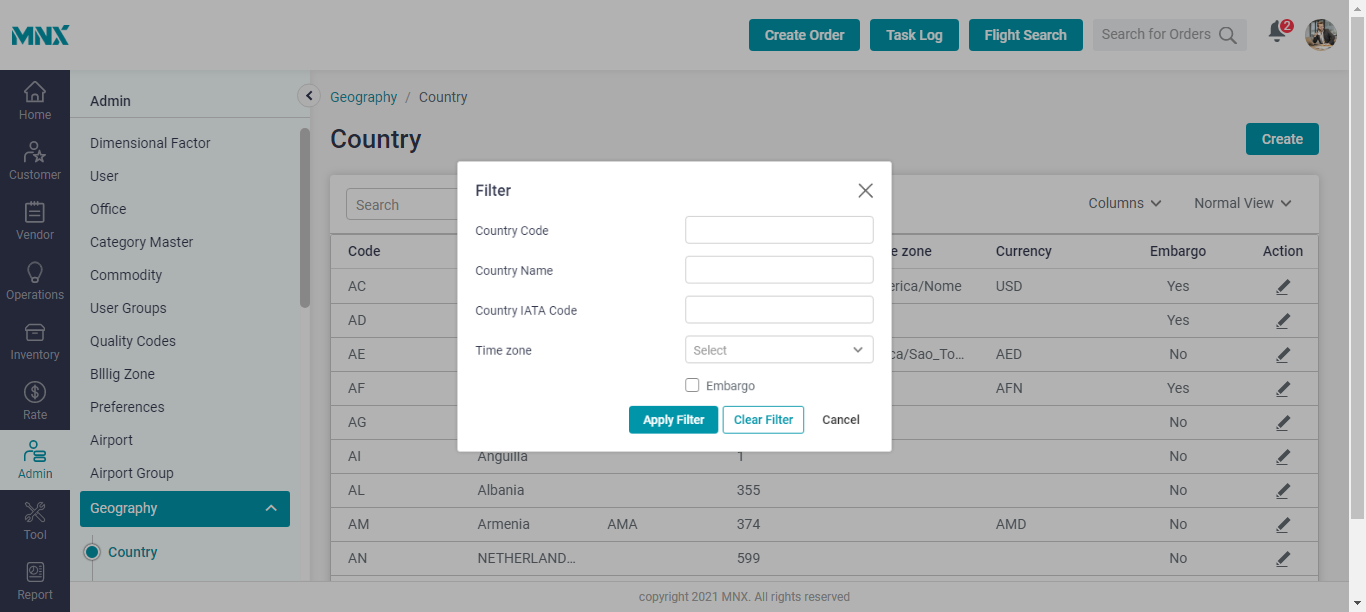 MNX
Create Order
Task Log
Flight Search
Search for Orders
2
Home
Customer
Vendor
Operations
Inventory
Rate
Admin
Tool
Report
Admin
Dimensional Factor
User
Office
Category Master
Commodity
User Groups
Quality Codes
Blllig Zone
Preferences
Airport
Airport Group
Geography
Country
Geography / Country
Country
Create
Search
Columns
Normal View
Filter
Country Code
Country Name
Country IATA Code
Time zone
Select
Embargo
Apply Filter
Clear Filter
Cancel
Code e zone Currency Embargo Action
AC erica/Nome USD Yes
AD Yes
AE ca/Sao_To... AED No
AF AFN Yes
AG No
AI Anguilla 1 No
AL Albania 355 No
AM Armenia AMA 374 AMD No
AN NETHERLAND... 599 No
copyright 2021 MNX. All rights reserved